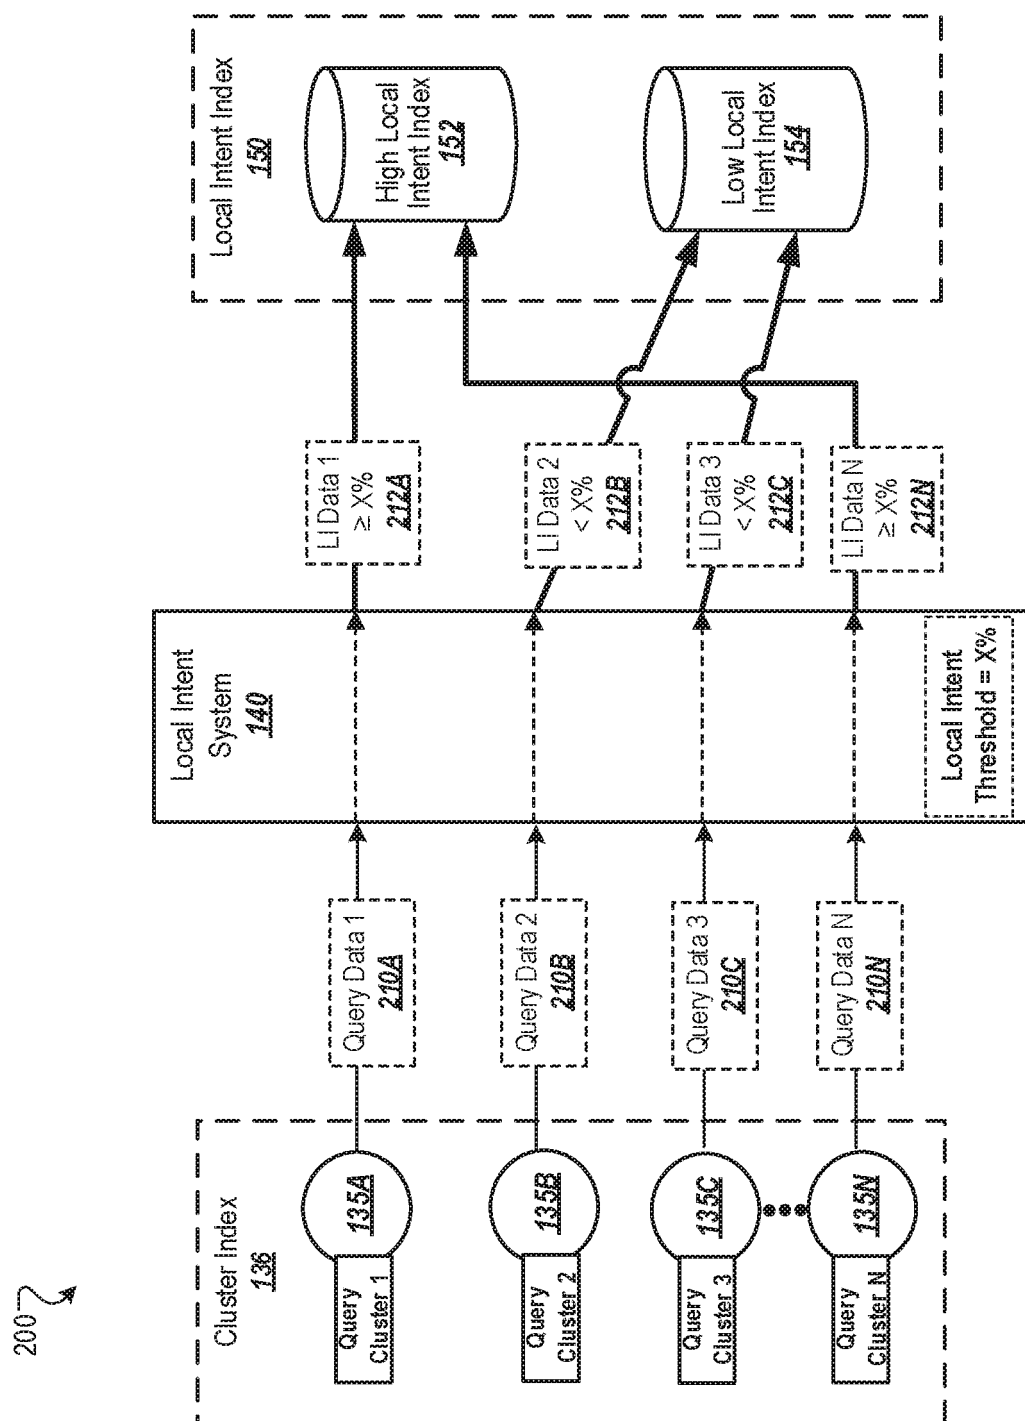 200
Cluster Index
136
Query
Cluster 1
135A
Query
Cluster 2
135B
Query
Cluster 3
135C
Query
Cluster N
135N
Query Data 1
210A
Query Data 2
210B
Query Data 3
210C
Query Data N
210N
Local Intent
System
140
Local Intent
Threshold = X%
LI Data 1
≥ X%
212A
LI Data 2
< X%
212B
LI Data 3
< X%
212C
LI Data N
≥ X%
212N
Local Intent Index
150
High Local
Intent Index
152
Low Local
Intent Index
154